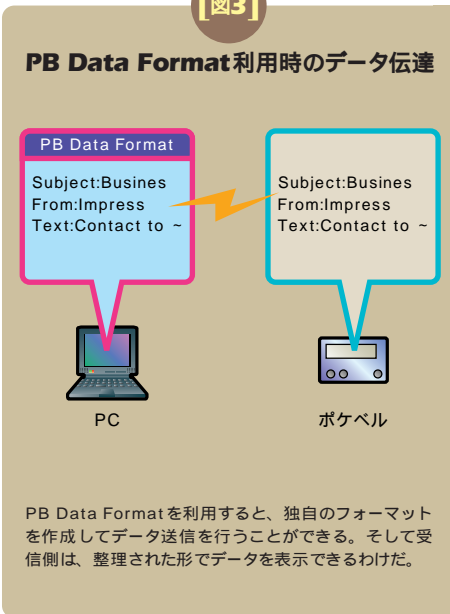 [図3]
PB Data Format利用時のデータ伝達
PB Data Format
Subject:Busines
From:Impress
Text:Contact to ~
Subject:Busines
From:Impress
Text:Contact to ~
PC
ポケベル
PB Data Formatを利用すると、独自のフォーマット
を作成してデータ送信を行うことができる。そして受
信側は、整理された形でデータを表示できるわけだ。